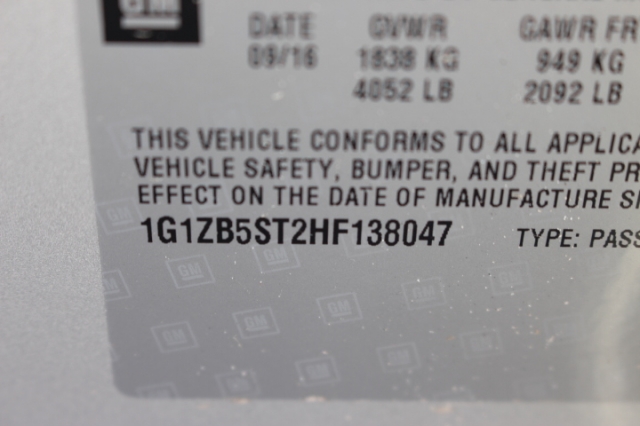 GM
DATE GVWR GAWR FR
09/16 1838 KG 949 KG
4052 LB 2092 LB
THIS VEHICLE CONFORMS TO ALL APPLICA
VEHICLE SAFETY, BUMPER, AND THEFT PR
EFFECT ON THE DATE OF MANUFACTURE
1G1ZB5ST2HF138047 TYPE: PASS